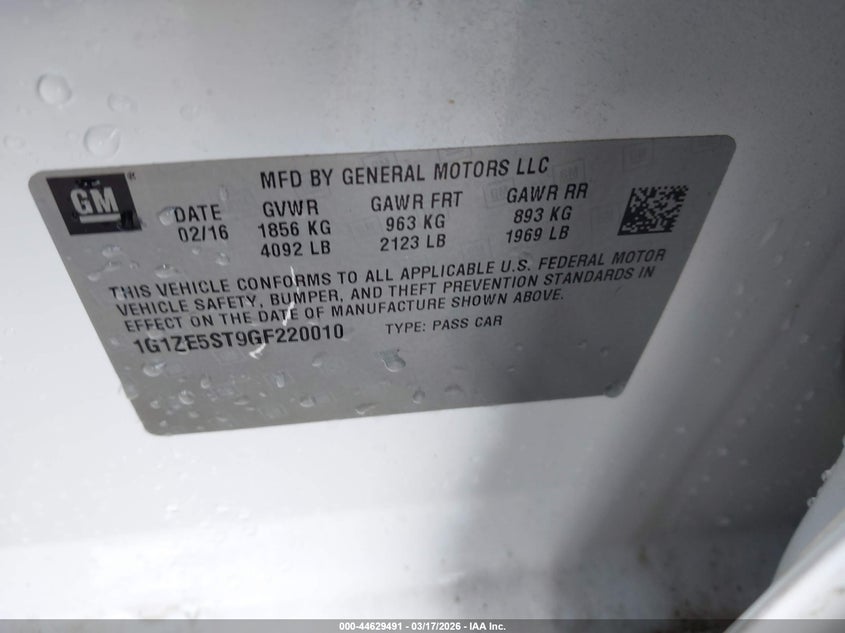 GM ®
MFD BY GENERAL MOTORS LLC
DATE GVWR GAWR FRT GAWR RR
02/16 1856 KG 963 KG 893 KG
4092 LB 2123 LB 1969 LB
THIS VEHICLE CONFORMS TO ALL APPLICABLE U.S. FEDERAL MOTOR
VEHICLE SAFETY, BUMPER, AND THEFT PREVENTION STANDARDS IN
EFFECT ON THE DATE OF MANUFACTURE SHOWN ABOVE.
1G1ZE5ST9GF220010 TYPE: PASS CAR
000-44629491 - 03/17/2026 - IAA Inc.